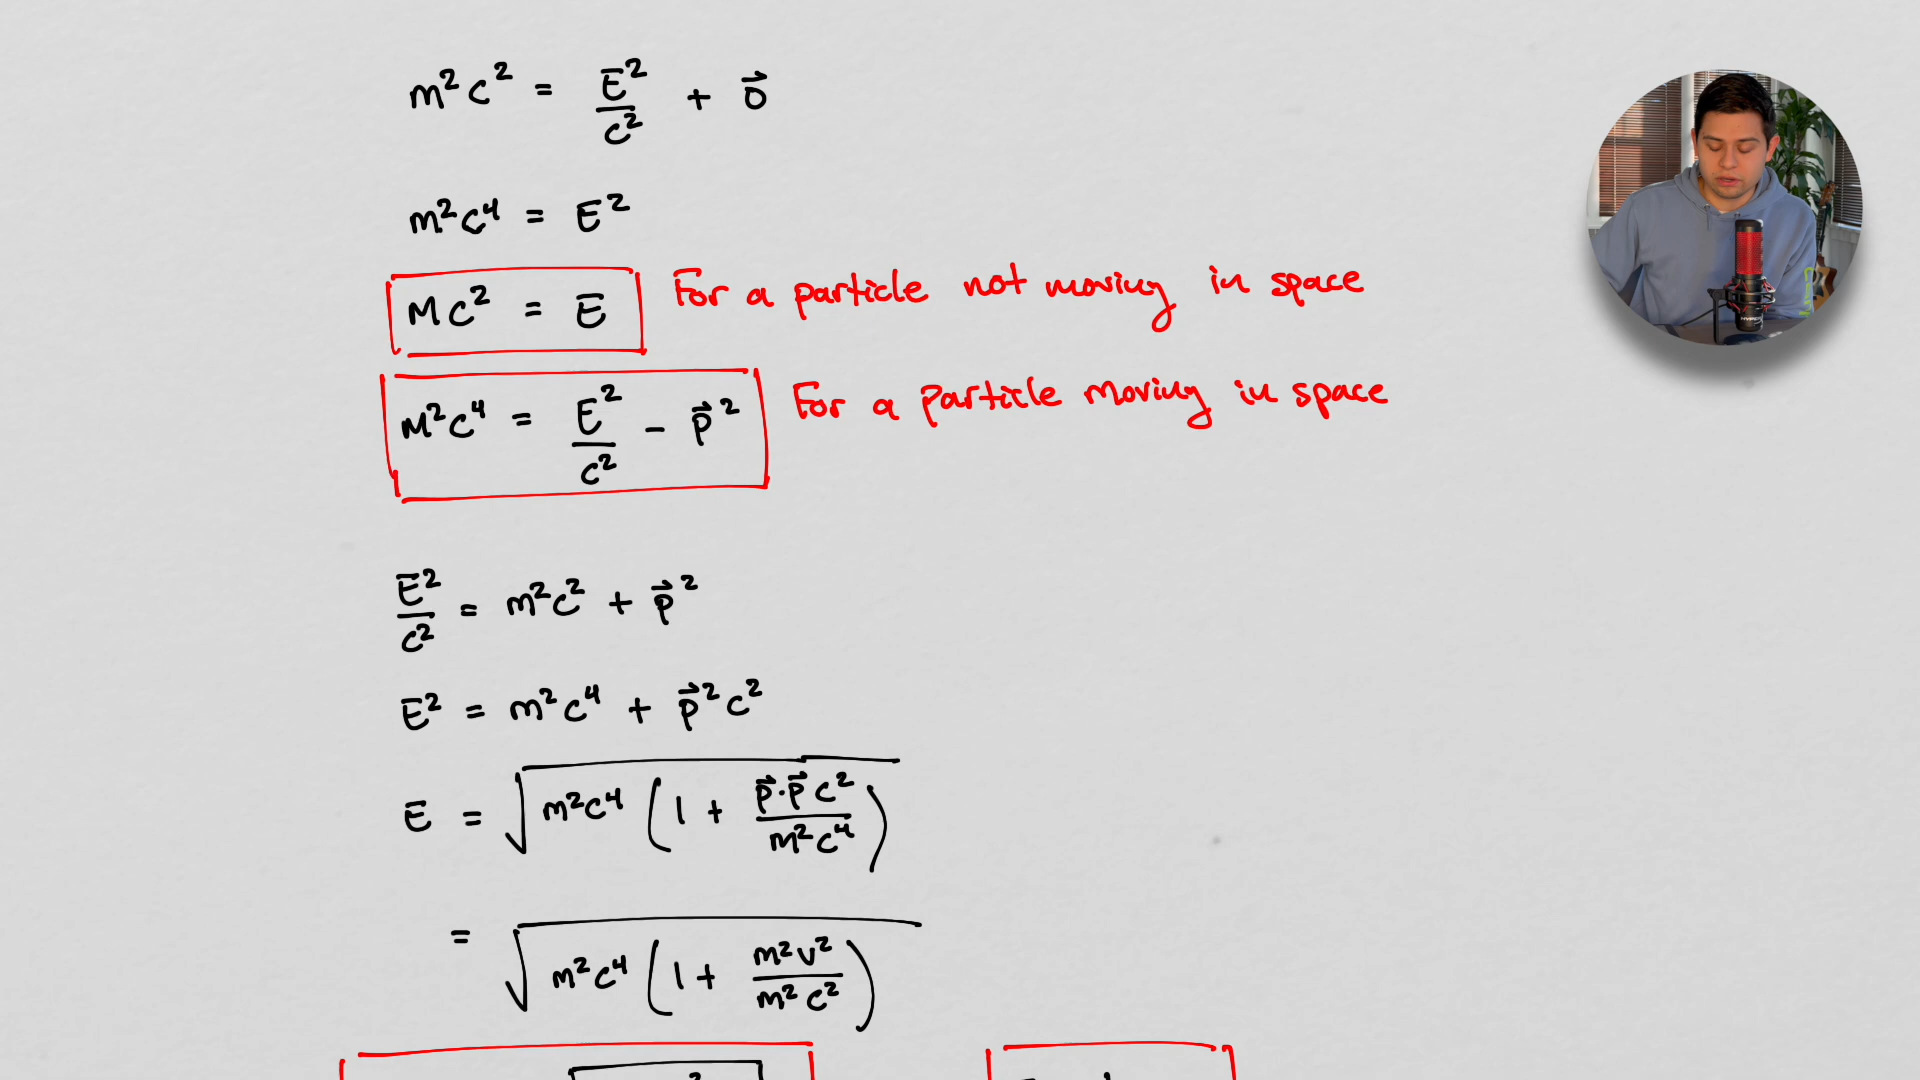 m²c² = E²/c² + 0⃗
m²c⁴ = E²
Mc² = E For a particle not moving in space
M²c⁴ = E²/c² - p⃗² For a particle moving in space
E²/c² = m²c² + p⃗²
E² = m²c⁴ + p⃗²c²
E = √(m²c⁴ (1 + p⃗·p⃗c²/m²c⁴))
= √(m²c⁴ (1 + m²v²/m²c²))